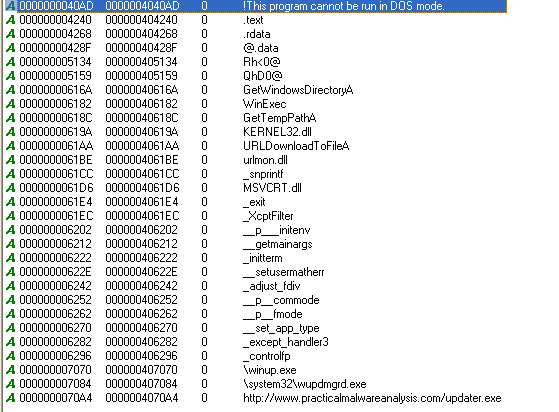 A 0000000040AD 0000004040AD 0 !This program cannot be run in DOS mode.
A 000000004240 000000404240 0 .text
A 000000004268 000000404268 0 .rdata
A 00000000428F 00000040428F 0 @.data
A 000000005134 000000405134 0 Rh<0@
A 000000005159 000000405159 0 QhD0@
A 00000000616A 00000040616A 0 GetWindowsDirectoryA
A 000000006182 000000406182 0 WinExec
A 00000000618C 00000040618C 0 GetTempPathA
A 00000000619A 00000040619A 0 KERNEL32.dll
A 0000000061AA 0000004061AA 0 URLDownloadToFileA
A 0000000061BE 0000004061BE 0 urlmon.dll
A 0000000061CC 0000004061CC 0 _snprintf
A 0000000061D6 0000004061D6 0 MSVCRT.dll
A 0000000061E4 0000004061E4 0 _exit
A 0000000061EC 0000004061EC 0 _XcptFilter
A 000000006202 000000406202 0 __p___initenv
A 000000006212 000000406212 0 __getmainargs
A 000000006222 000000406222 0 _initterm
A 00000000622E 00000040622E 0 __setusermatherr
A 000000006242 000000406242 0 _adjust_fdiv
A 000000006252 000000406252 0 __p__commode
A 000000006262 000000406262 0 __p__fmode
A 000000006270 000000406270 0 __set_app_type
A 000000006282 000000406282 0 _except_handler3
A 000000006296 000000406296 0 _controlfp
A 000000007070 000000407070 0 \winup.exe
A 000000007084 000000407084 0 \system32\wupdmgrd.exe
A 0000000070A4 0000004070A4 0 http://www.practicalmalwareanalysis.com/updater.exe